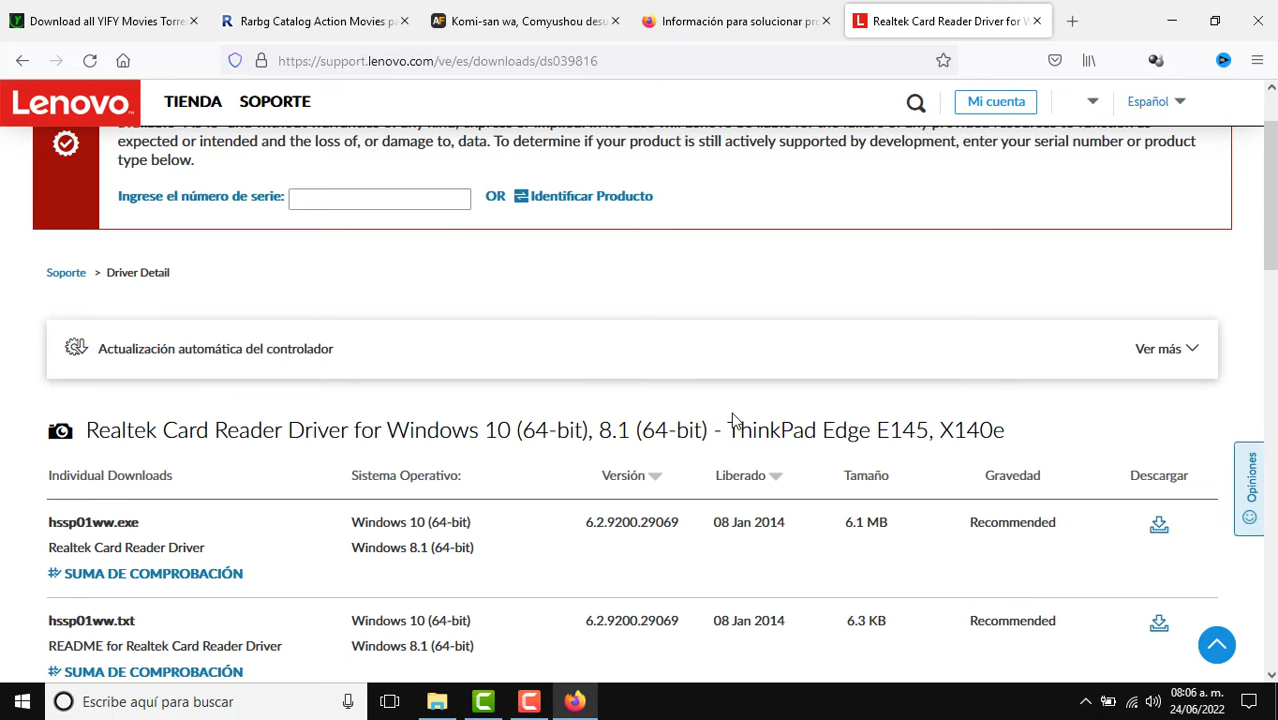 Download all YIFY Movies Torre
Rarbg Catalog Action Movies p
Komi-san wa, Comyushou des
Información para solucionar pro
Realtek Card Reader Driver for W
https://support.lenovo.com/ve/es/downloads/ds039816
Lenovo
TIENDA
SOPORTE
Mi cuenta
Español
expected or intended and the loss of, or damage to, data. To determine if your product is still actively supported by development, enter your serial number or product
type below.
Ingrese el número de serie:
OR
Identificar Producto
Soporte > Driver Detail
Actualización automática del controlador
Ver más
Realtek Card Reader Driver for Windows 10 (64-bit), 8.1 (64-bit) - ThinkPad Edge E145, X140e
Individual Downloads
Sistema Operativo:
Versión
Liberado
Tamaño
Gravedad
Descargar
hssp01ww.exe
Windows 10 (64-bit)
6.2.9200.29069
08 Jan 2014
6.1 MB
Recommended
Realtek Card Reader Driver
Windows 8.1 (64-bit)
SUMA DE COMPROBACIÓN
hssp01ww.txt
Windows 10 (64-bit)
6.2.9200.29069
08 Jan 2014
6.3 KB
Recommended
README for Realtek Card Reader Driver
Windows 8.1 (64-bit)
SUMA DE COMPROBACIÓN
Opiniones
Escribe aquí para buscar
08:06 a. m.
24/06/2022